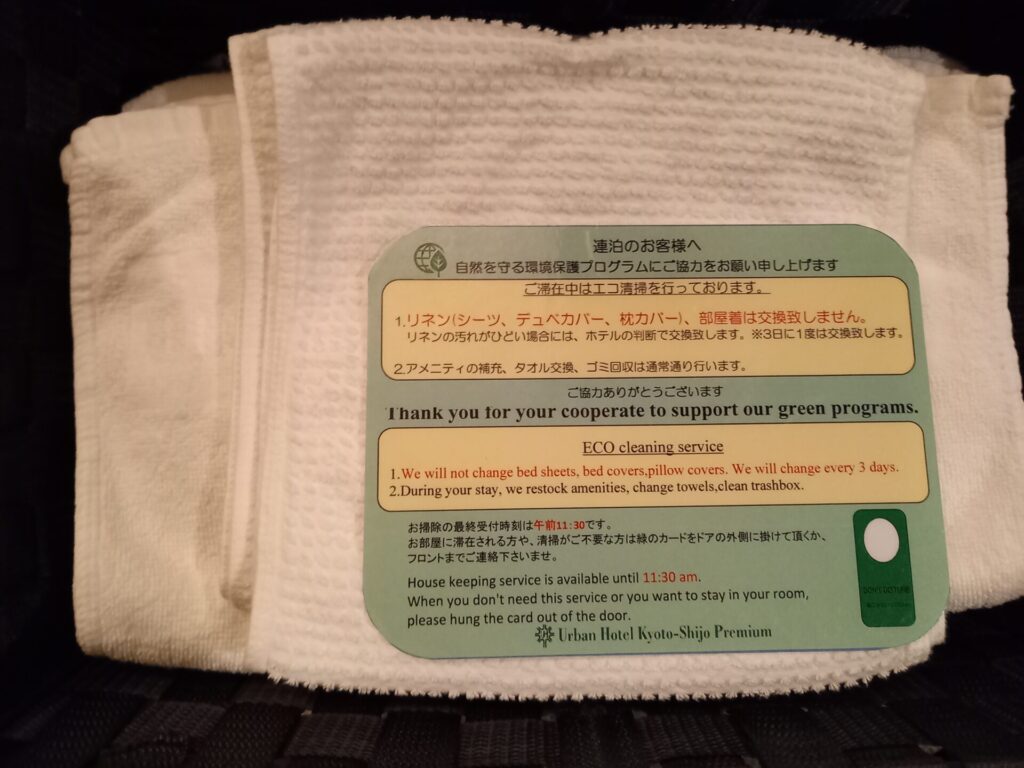 連泊のお客様へ
自然を守る環境保護プログラムにご協力をお願い申し上げます
ご滞在中はエコ清掃を行っております。
1.リネン(シーツ、デュベカバー、枕カバー)、部屋着は交換致しません。
リネンの汚れがひどい場合には、ホテルの判断で交換致します。※3日に1度は交換致します。
2.アメニティの補充、タオル交換、ゴミ回収は通常通り行います。
ご協力ありがとうございます
Thank you for your cooperate to support our green programs.
ECO cleaning service
1.We will not change bed sheets, bed covers,pillow covers. We will change every 3 days.
2.During your stay, we restock amenities, change towels,clean trashbox.
お掃除の最終受付時刻は午前11:30です。
お部屋に滞在される方や、清掃がご不要な方は緑のカードをドアの外側に掛けて頂くか、
フロントまでご連絡下さいませ。
House keeping service is available until 11:30 am.
When you don't need this service or you want to stay in your room,
please hung the card out of the door.
DON'T DISTURB
Urban Hotel Kyoto-Shijo Premium